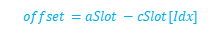 offset = aSlot − cSlot[Idx]